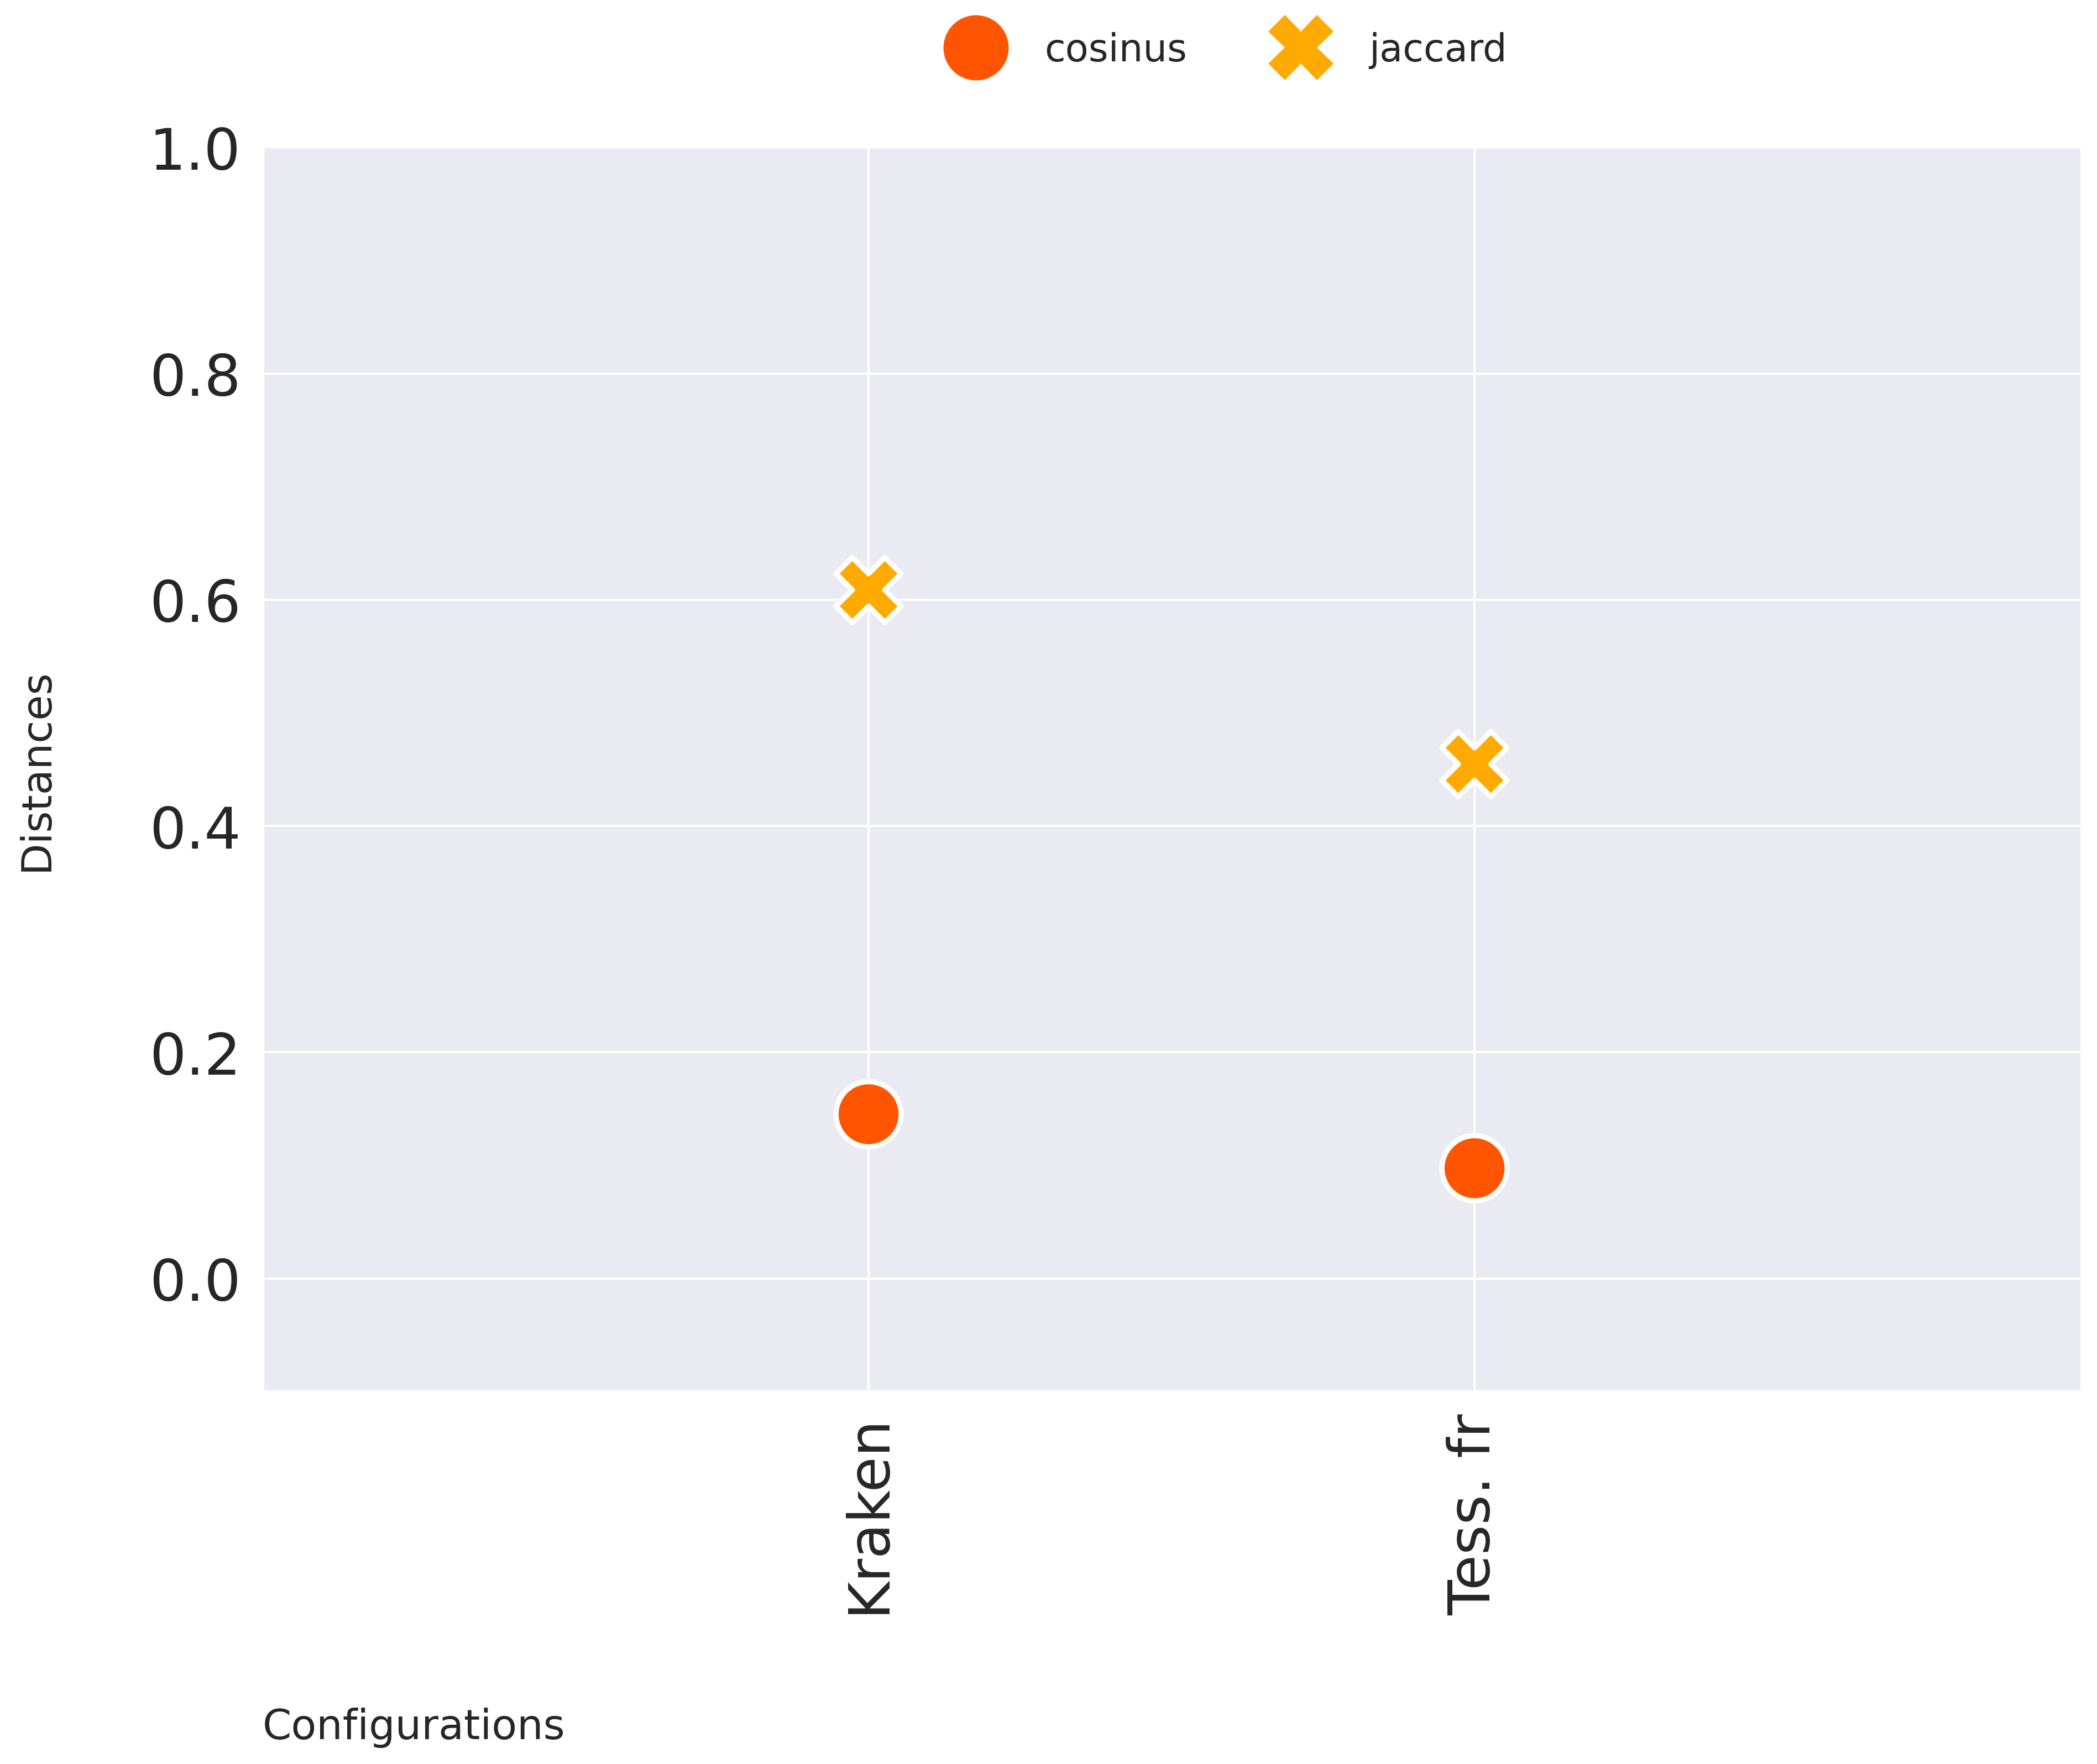 cosinus jaccard
1.0
0.8
0.6
0.4
0.2
0.0
Distances
Kraken
Tess. fr
Configurations